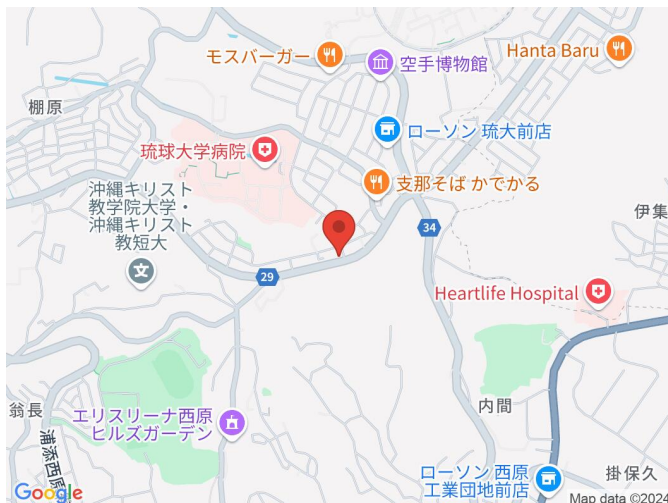 モスバーガー
空手博物館
Hanta Baru
棚原
ローソン 琉大前店
琉球大学病院
支那そば かでかる
沖縄キリスト
教学院大学・
沖縄キリスト
教短大
伊集
34
29
Heartlife Hospital
翁長
エリスリーナ西原
ヒルズガーデン
内間
浦添西原
ローソン 西原
工業団地前店
掛保久
Google
Map data ©2024